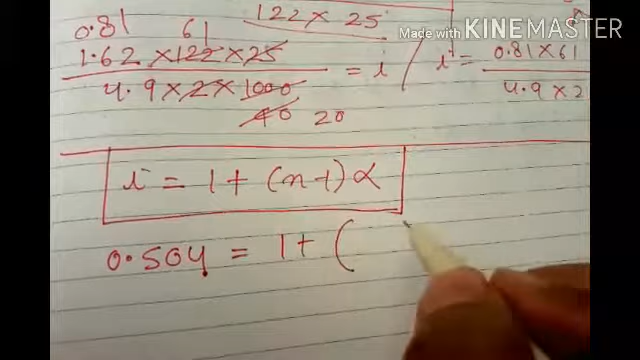 122 × 25
Made with KINEMASTER
0.81 61
1.62 × 122 × 25 / 4.9 × 25 × 1000 = i
40 20
i = 0.81 × 61 / 4.9 × 2
i = 1 + (n-1) ∝
0.504 = 1 + (